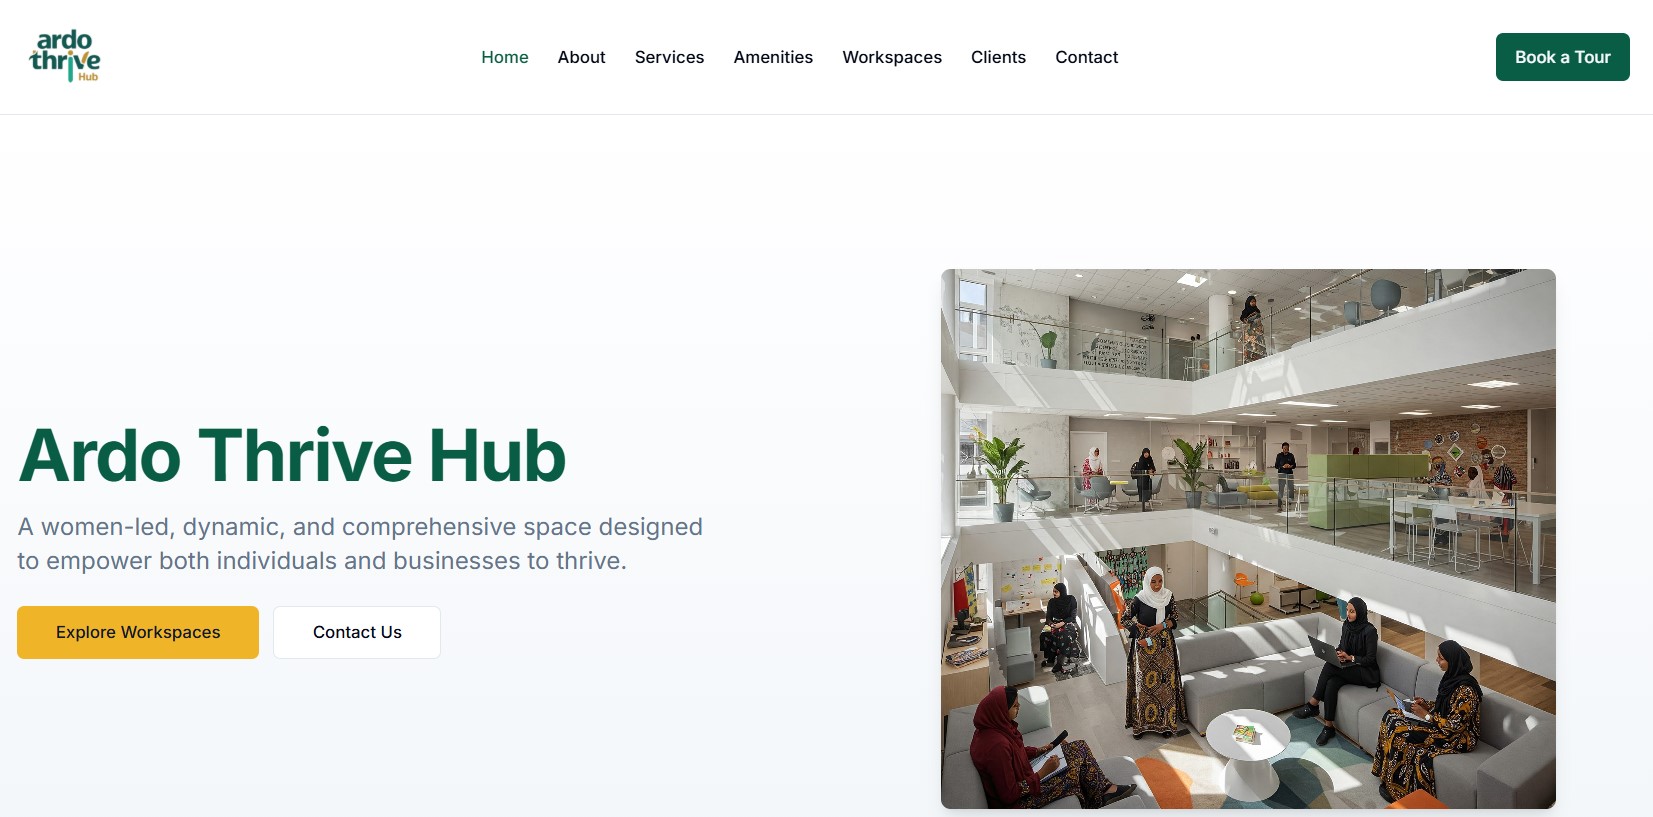 ardo
thrive
Hub
Home
About
Services
Amenities
Workspaces
Clients
Contact
Book a Tour
Ardo Thrive Hub
A women-led, dynamic, and comprehensive space designed
to empower both individuals and businesses to thrive.
Explore Workspaces
Contact Us